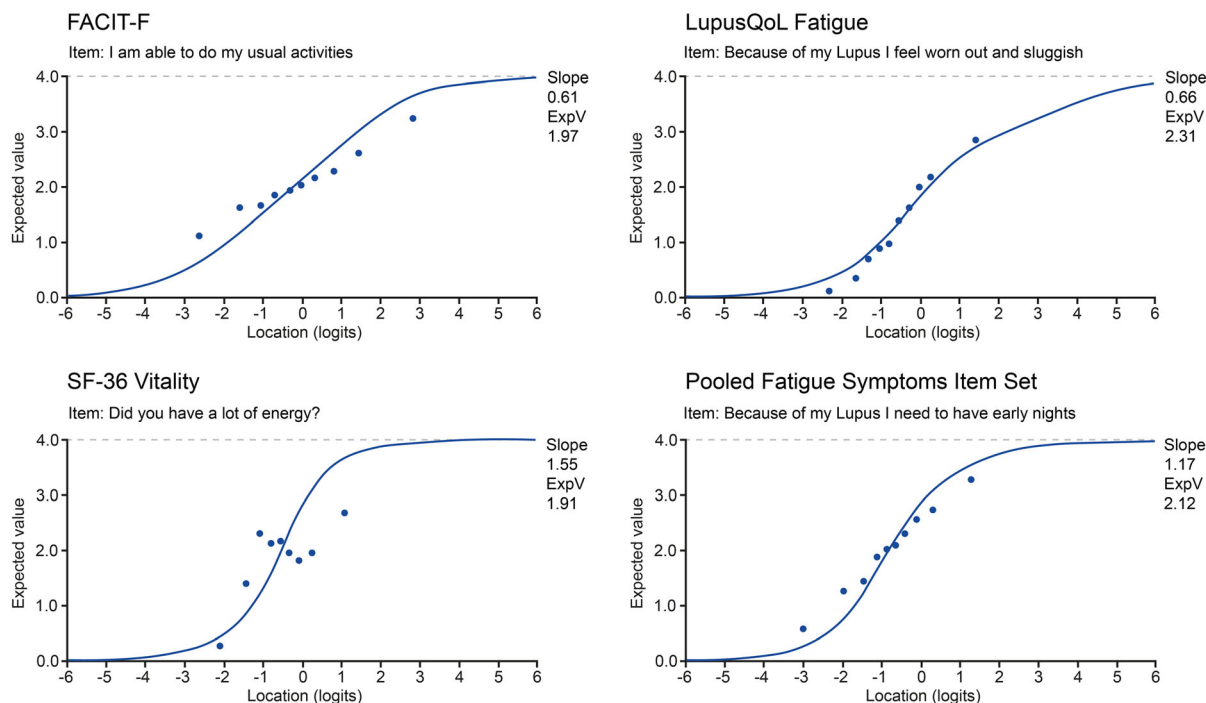 FACIT-F
Item: I am able to do my usual activities
4.0
3.0
2.0
1.0
0.0
Expected value
-6 -5 -4 -3 -2 -1 0 1 2 3 4 5 6
Location (logits)
Slope
0.61
ExpV
1.97
LupusQoL Fatigue
Item: Because of my Lupus I feel worn out and sluggish
4.0
3.0
2.0
1.0
0.0
Expected value
-6 -5 -4 -3 -2 -1 0 1 2 3 4 5 6
Location (logits)
Slope
0.66
ExpV
2.31
SF-36 Vitality
Item: Did you have a lot of energy?
4.0
3.0
2.0
1.0
0.0
Expected value
-6 -5 -4 -3 -2 -1 0 1 2 3 4 5 6
Location (logits)
Slope
1.55
ExpV
1.91
Pooled Fatigue Symptoms Item Set
Item: Because of my Lupus I need to have early nights
4.0
3.0
2.0
1.0
0.0
Expected value
-6 -5 -4 -3 -2 -1 0 1 2 3 4 5 6
Location (logits)
Slope
1.17
ExpV
2.12